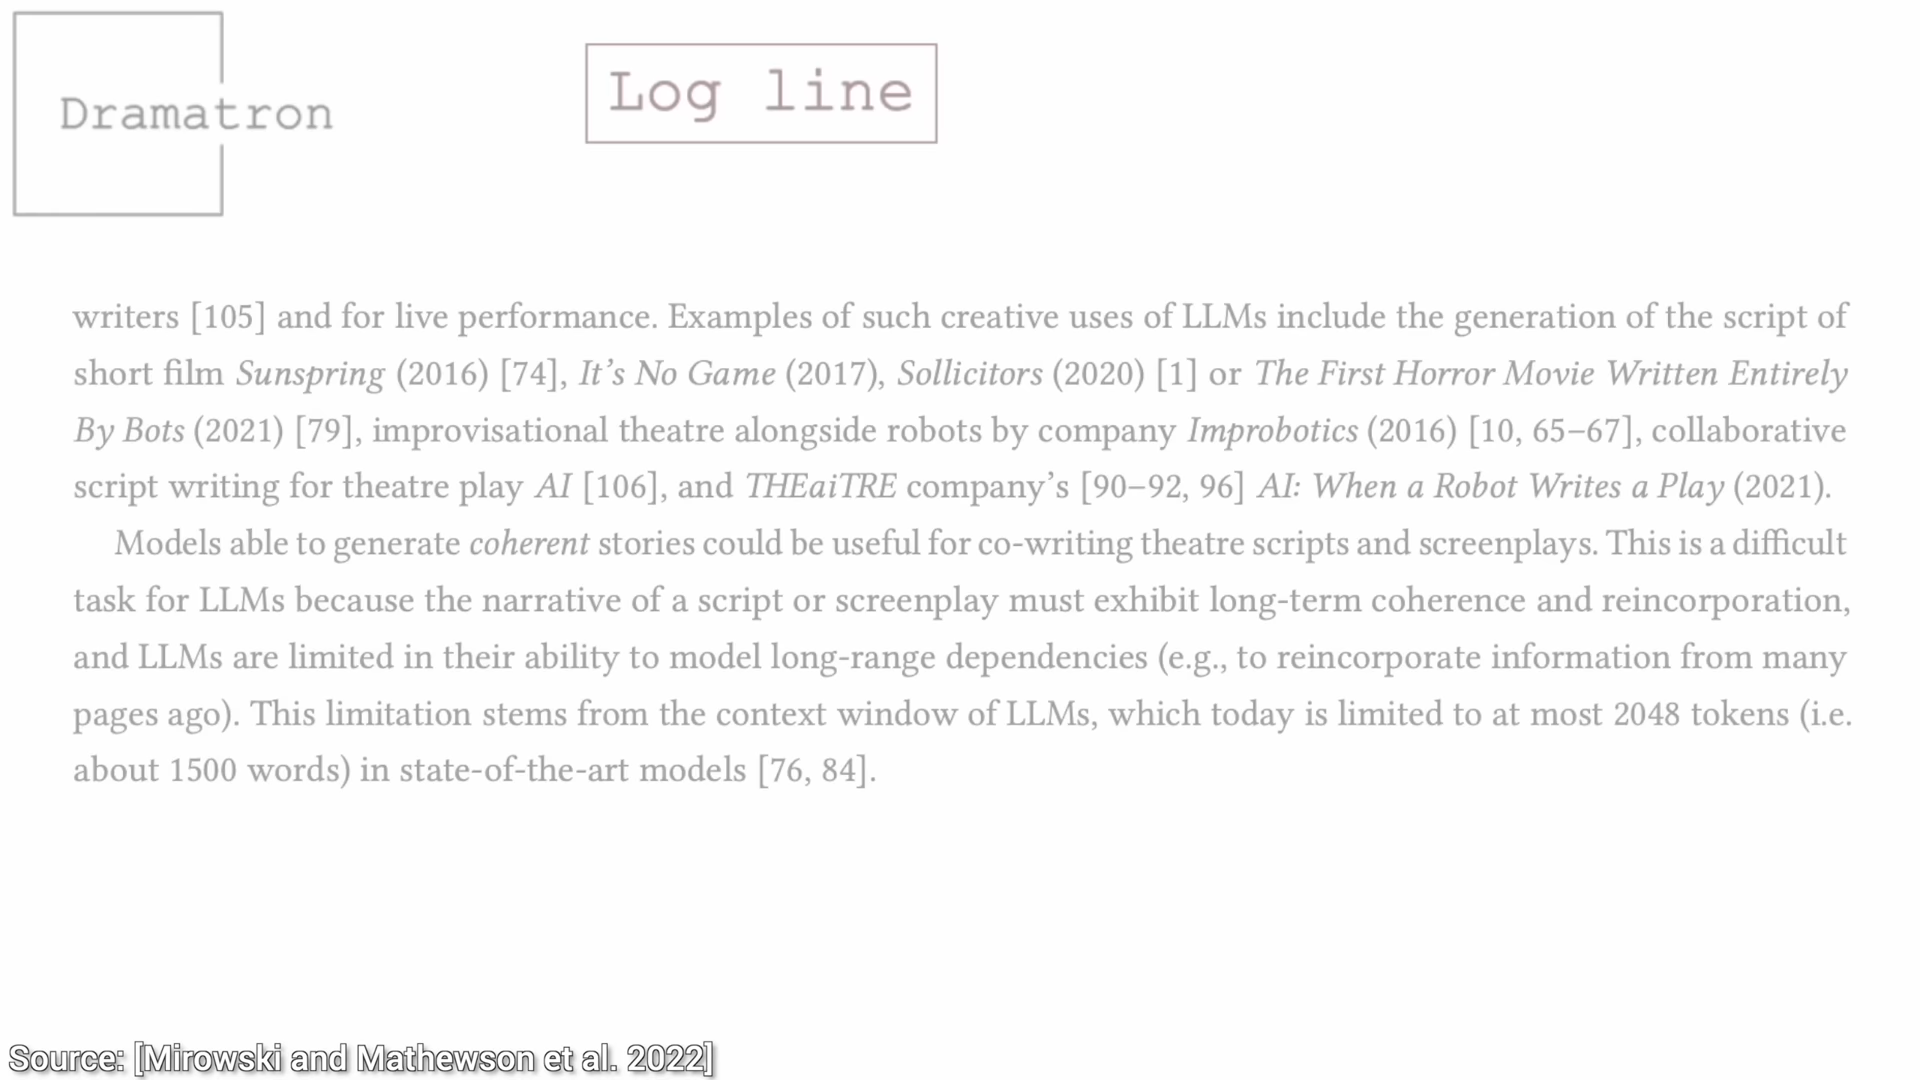 Dramatron
Log line
writers [105] and for live performance. Examples of such creative uses of LLMs include the generation of the script of
short film Sunspring (2016) [74], It's No Game (2017), Sollicitors (2020) [1] or The First Horror Movie Written Entirely
By Bots (2021) [79], improvisational theatre alongside robots by company Improbotics (2016) [10, 65–67], collaborative
script writing for theatre play AI [106], and THEaiTRE company's [90–92, 96] AI: When a Robot Writes a Play (2021).
Models able to generate coherent stories could be useful for co-writing theatre scripts and screenplays. This is a difficult
task for LLMs because the narrative of a script or screenplay must exhibit long-term coherence and reincorporation,
and LLMs are limited in their ability to model long-range dependencies (e.g., to reincorporate information from many
pages ago). This limitation stems from the context window of LLMs, which today is limited to at most 2048 tokens (i.e.
about 1500 words) in state-of-the-art models [76, 84].
Source: [Mirowski and Mathewson et al. 2022]